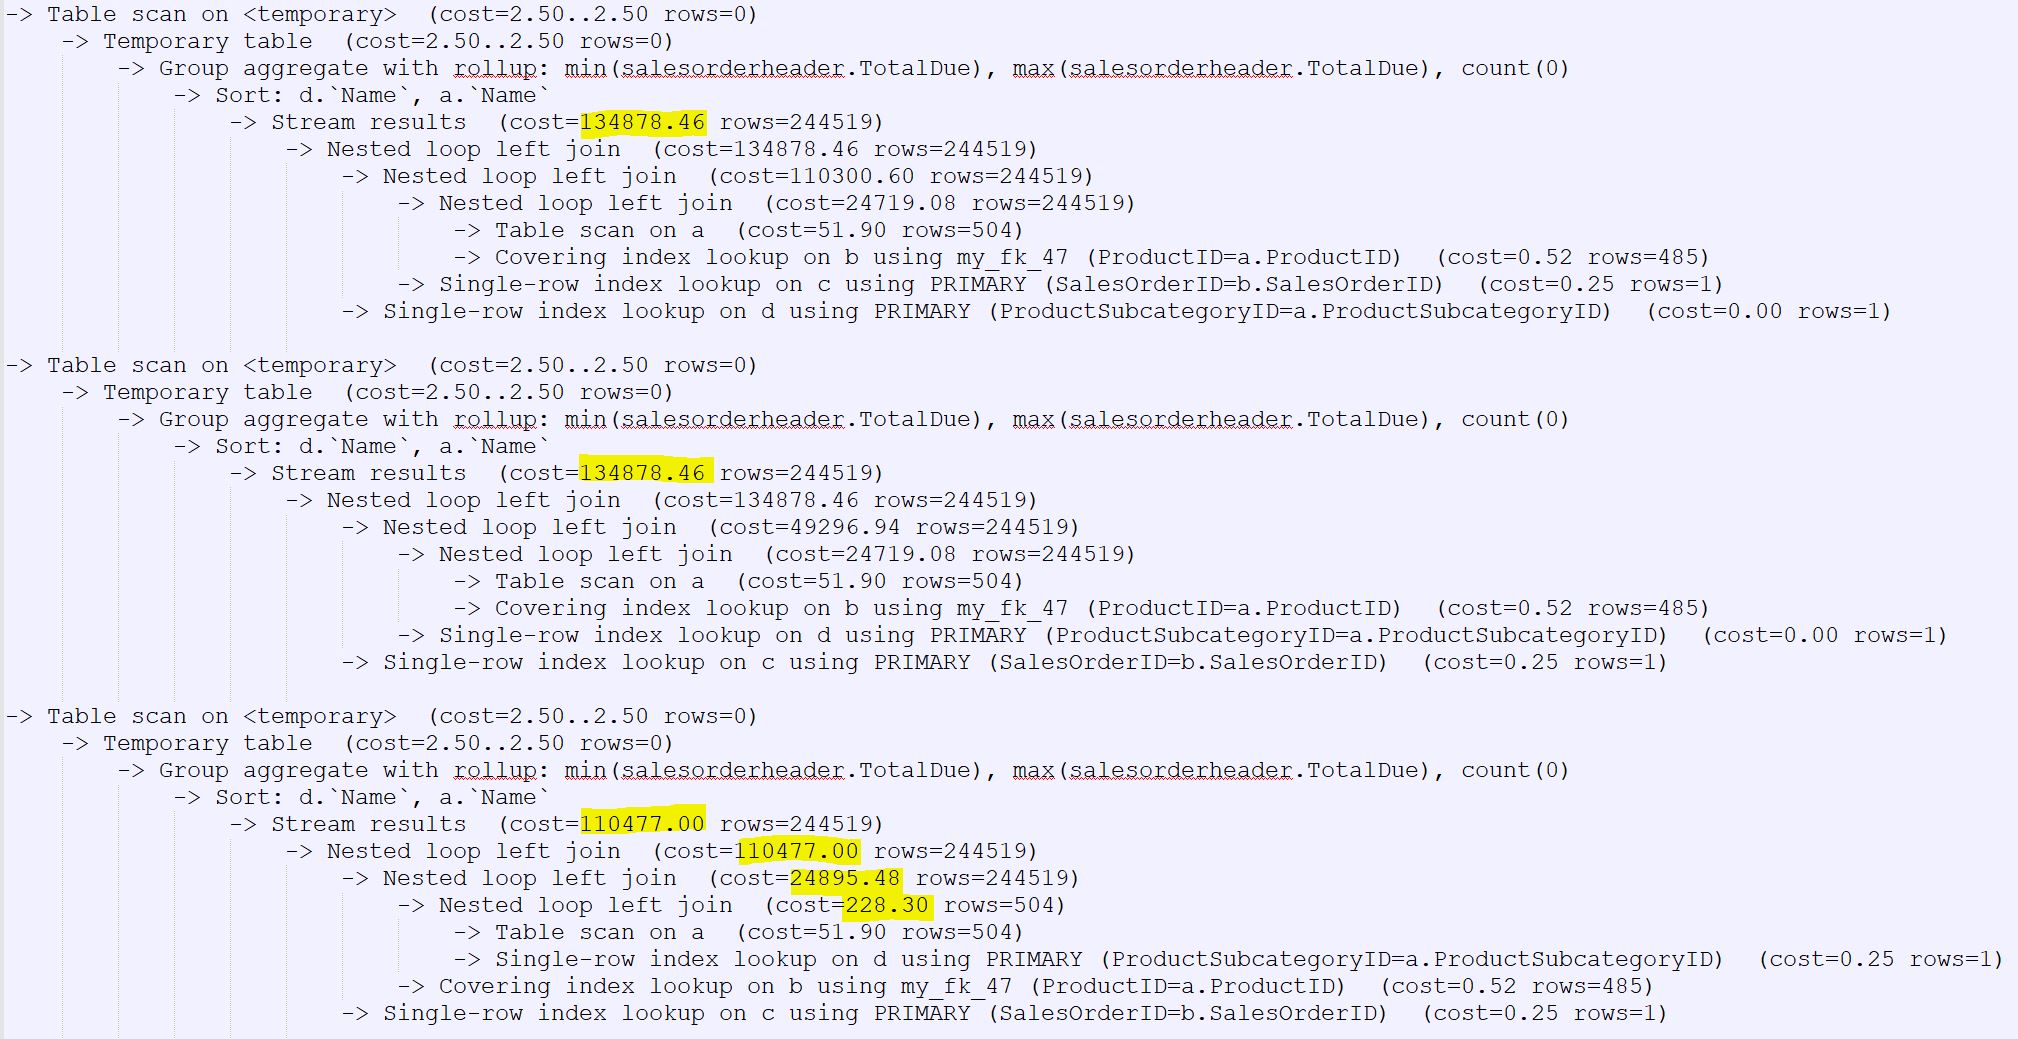 -> Table scan on <temporary>  (cost=2.50..2.50 rows=0)
-> Temporary table  (cost=2.50..2.50 rows=0)
-> Group aggregate with rollup: min(salesorderheader.TotalDue), max(salesorderheader.TotalDue), count(0)
-> Sort: d.`Name`, a.`Name`
-> Stream results  (cost=134878.46 rows=244519)
-> Nested loop left join  (cost=134878.46 rows=244519)
-> Nested loop left join  (cost=110300.60 rows=244519)
-> Nested loop left join  (cost=24719.08 rows=244519)
-> Table scan on a  (cost=51.90 rows=504)
-> Covering index lookup on b using my_fk_47 (ProductID=a.ProductID)  (cost=0.52 rows=485)
-> Single-row index lookup on c using PRIMARY (SalesOrderID=b.SalesOrderID)  (cost=0.25 rows=1)
-> Single-row index lookup on d using PRIMARY (ProductSubcategoryID=a.ProductSubcategoryID)  (cost=0.00 rows=1)
-> Table scan on <temporary>  (cost=2.50..2.50 rows=0)
-> Temporary table  (cost=2.50..2.50 rows=0)
-> Group aggregate with rollup: min(salesorderheader.TotalDue), max(salesorderheader.TotalDue), count(0)
-> Sort: d.`Name`, a.`Name`
-> Stream results  (cost=134878.46 rows=244519)
-> Nested loop left join  (cost=134878.46 rows=244519)
-> Nested loop left join  (cost=49296.94 rows=244519)
-> Nested loop left join  (cost=24719.08 rows=244519)
-> Table scan on a  (cost=51.90 rows=504)
-> Covering index lookup on b using my_fk_47 (ProductID=a.ProductID)  (cost=0.52 rows=485)
-> Single-row index lookup on d using PRIMARY (ProductSubcategoryID=a.ProductSubcategoryID)  (cost=0.00 rows=1)
-> Single-row index lookup on c using PRIMARY (SalesOrderID=b.SalesOrderID)  (cost=0.25 rows=1)
-> Table scan on <temporary>  (cost=2.50..2.50 rows=0)
-> Temporary table  (cost=2.50..2.50 rows=0)
-> Group aggregate with rollup: min(salesorderheader.TotalDue), max(salesorderheader.TotalDue), count(0)
-> Sort: d.`Name`, a.`Name`
-> Stream results  (cost=110477.00 rows=244519)
-> Nested loop left join  (cost=110477.00 rows=244519)
-> Nested loop left join  (cost=24895.48 rows=244519)
-> Nested loop left join  (cost=228.30 rows=504)
-> Table scan on a  (cost=51.90 rows=504)
-> Single-row index lookup on d using PRIMARY (ProductSubcategoryID=a.ProductSubcategoryID)  (cost=0.25 rows=1)
-> Covering index lookup on b using my_fk_47 (ProductID=a.ProductID)  (cost=0.52 rows=485)
-> Single-row index lookup on c using PRIMARY (SalesOrderID=b.SalesOrderID)  (cost=0.25 rows=1)